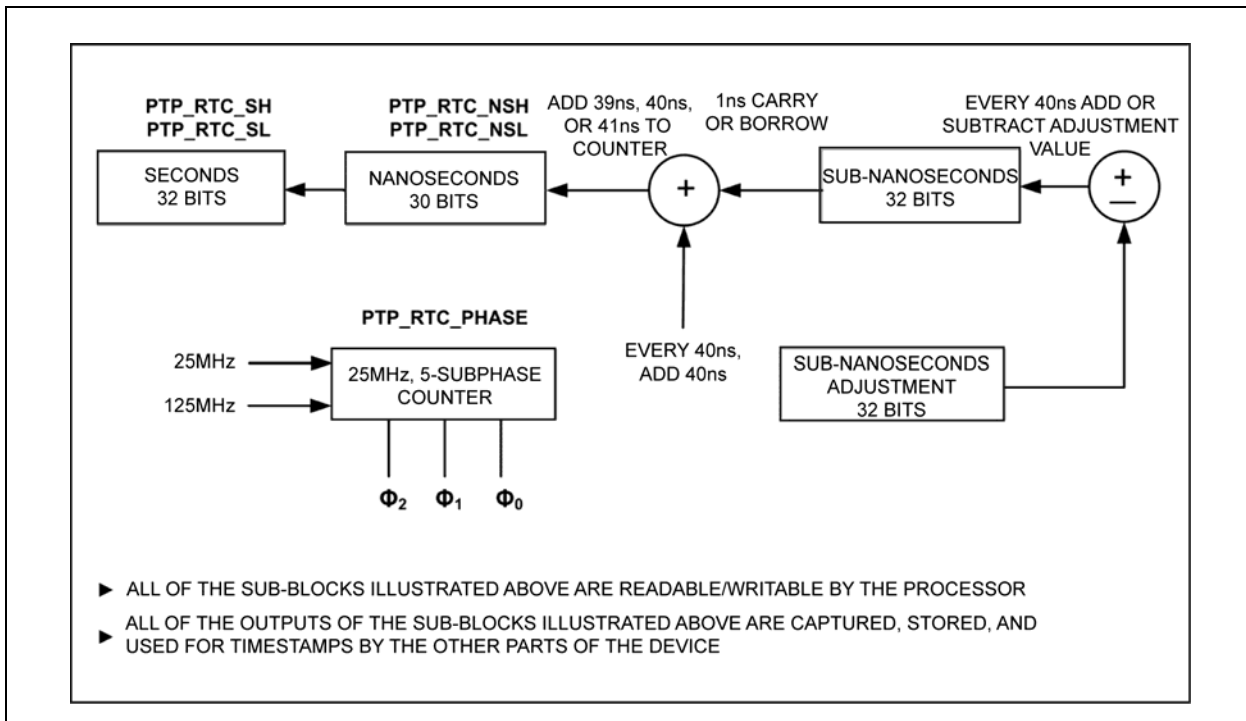 PTP_RTC_SH
PTP_RTC_SL
SECONDS
32 BITS
PTP_RTC_NSH
PTP_RTC_NSL
NANOSECONDS
30 BITS
ADD 39ns, 40ns,
OR 41ns TO
COUNTER
+
1ns CARRY
OR BORROW
SUB-NANOSECONDS
32 BITS
EVERY 40ns ADD OR
SUBTRACT ADJUSTMENT
VALUE
+
−
PTP_RTC_PHASE
25MHz
125MHz
25MHz, 5-SUBPHASE
COUNTER
Φ₂ Φ₁ Φ₀
EVERY 40ns,
ADD 40ns
SUB-NANOSECONDS
ADJUSTMENT
32 BITS
► ALL OF THE SUB-BLOCKS ILLUSTRATED ABOVE ARE READABLE/WRITABLE BY THE PROCESSOR
► ALL OF THE OUTPUTS OF THE SUB-BLOCKS ILLUSTRATED ABOVE ARE CAPTURED, STORED, AND
USED FOR TIMESTAMPS BY THE OTHER PARTS OF THE DEVICE